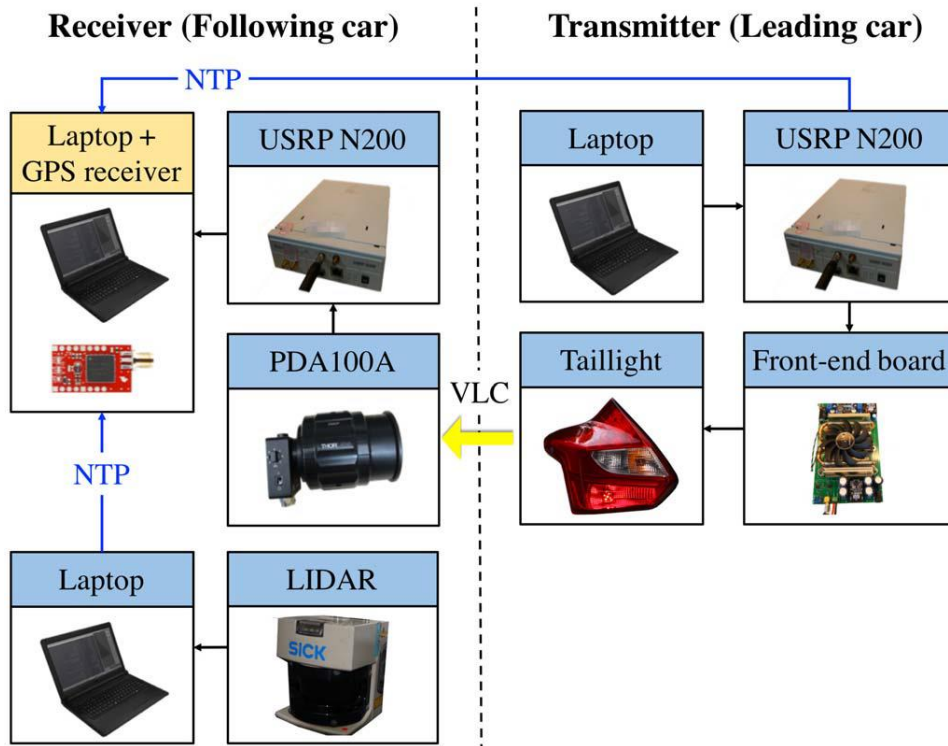 Receiver (Following car)
Transmitter (Leading car)
NTP
Laptop +
GPS receiver
USRP N200
Laptop
USRP N200
PDA100A
VLC
Taillight
Front-end board
NTP
Laptop
LIDAR
SICK